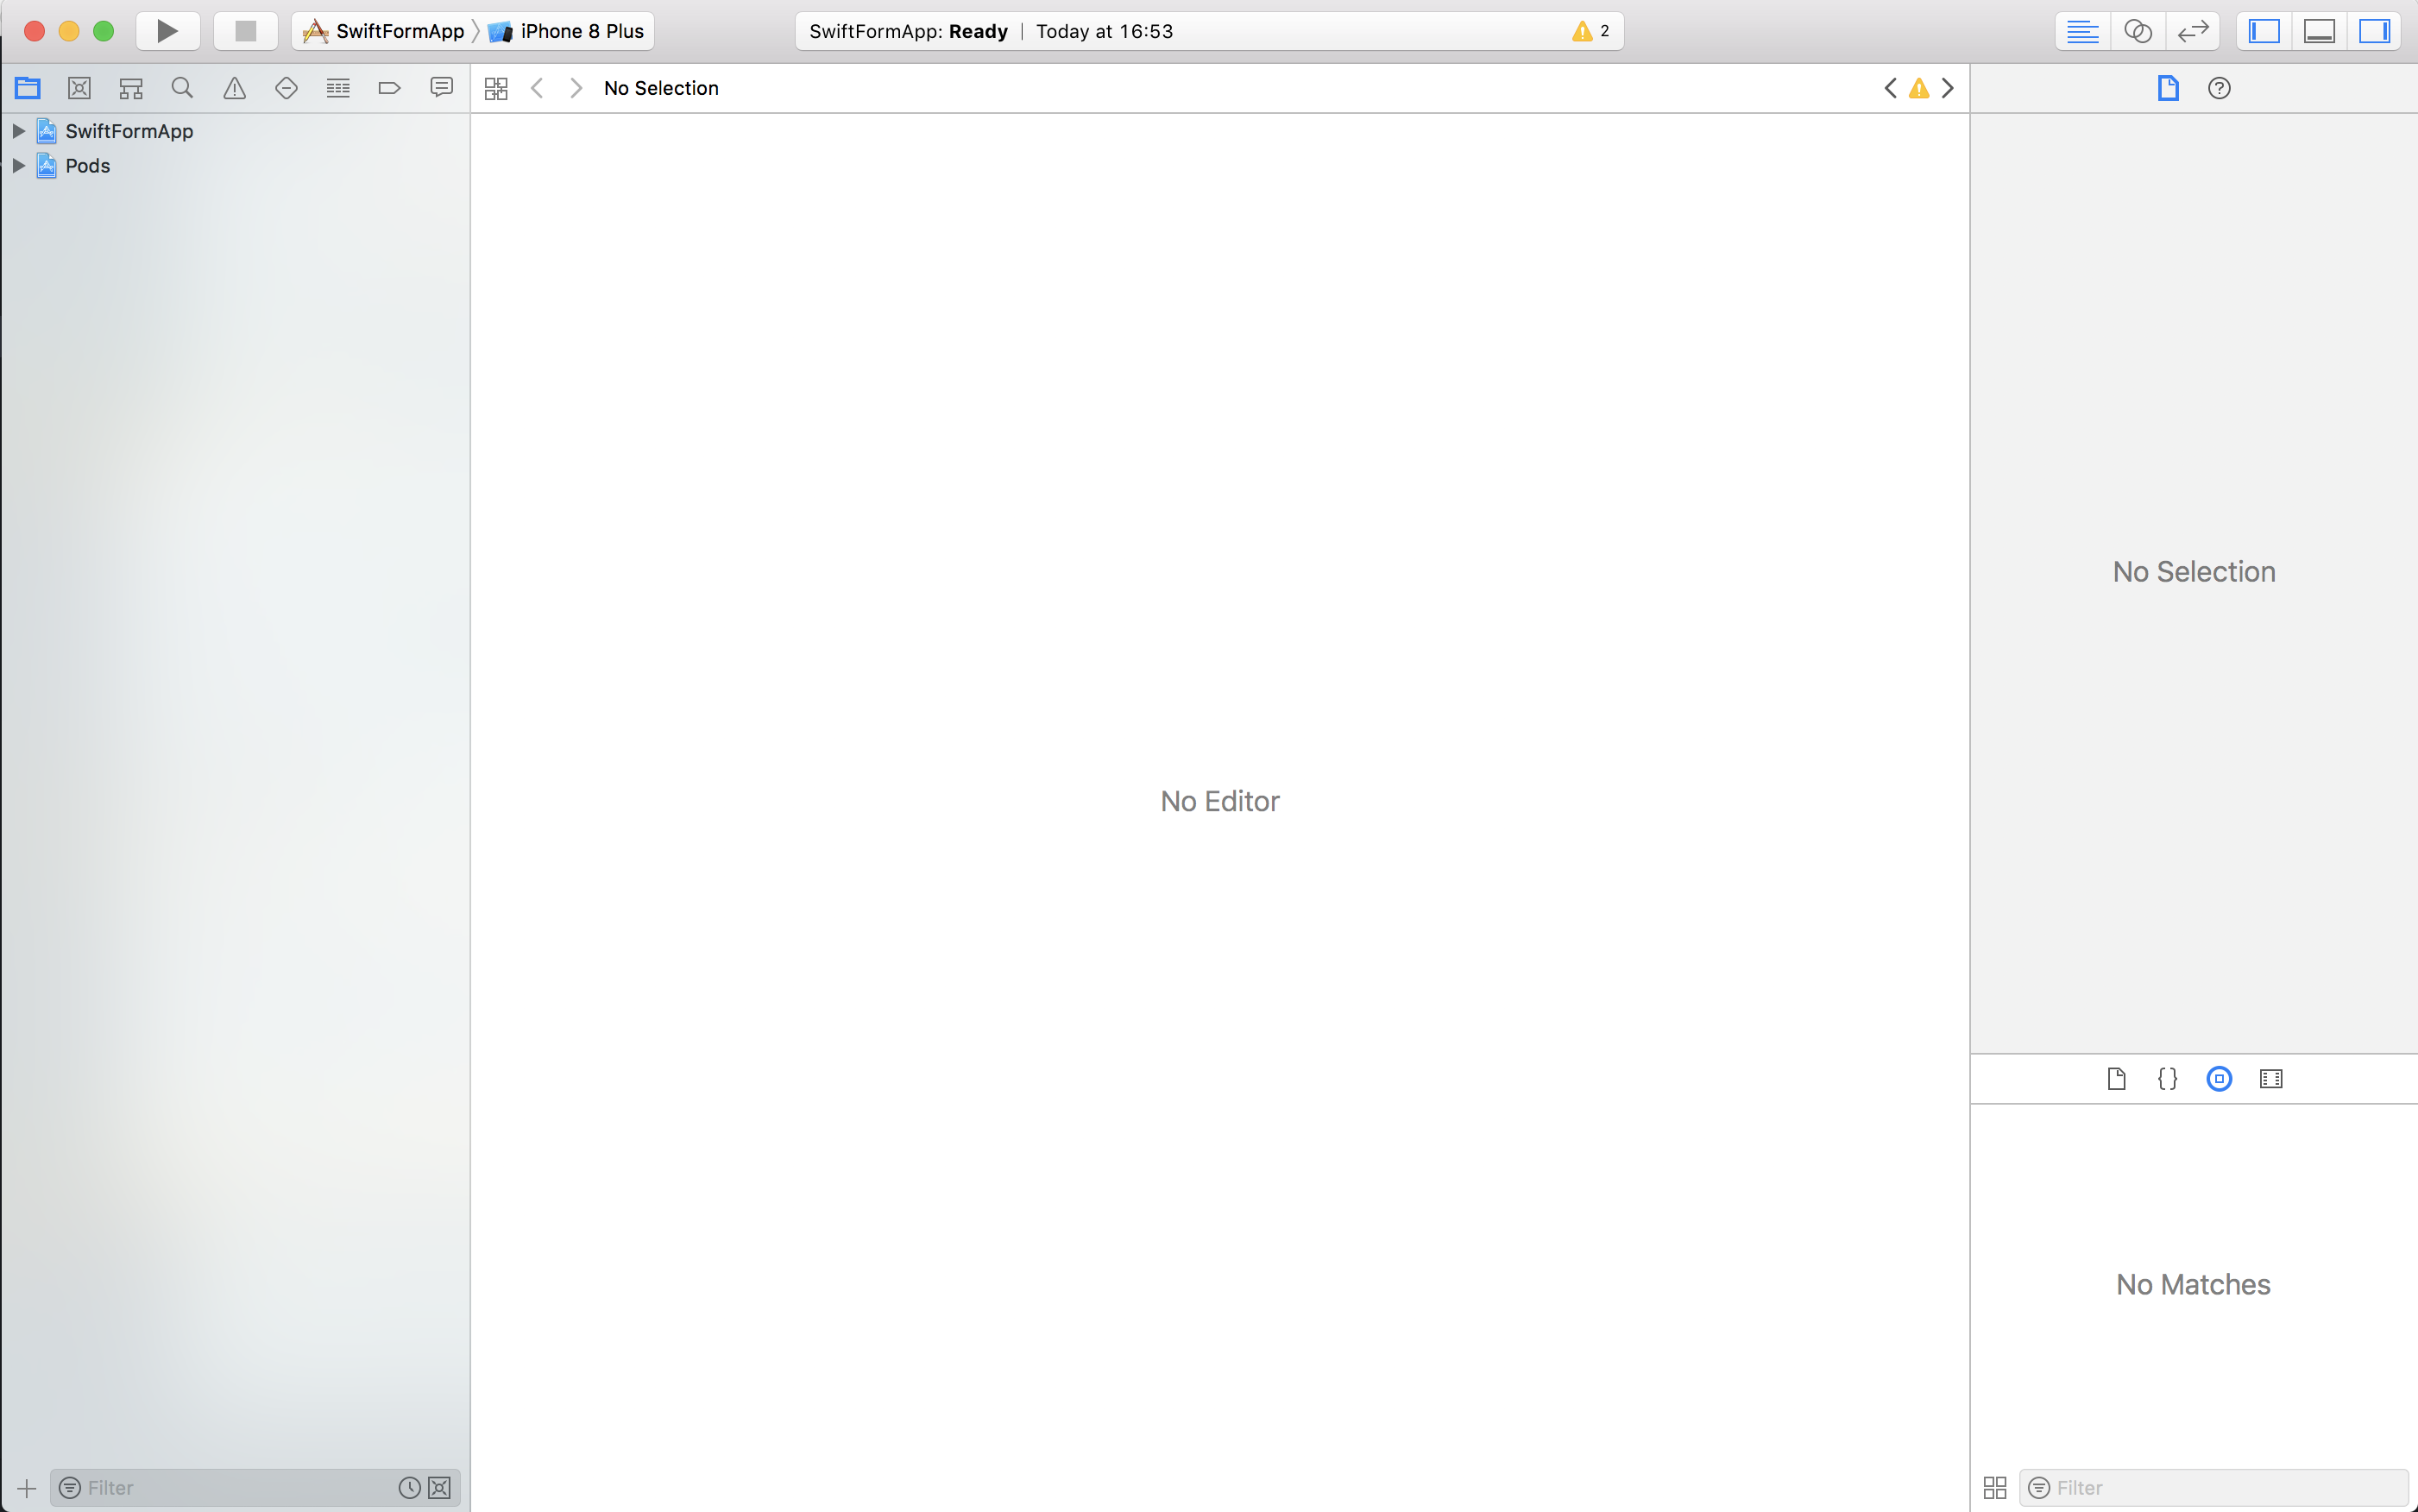 SwiftFormApp iPhone 8 Plus SwiftFormApp: Ready Today at 16:53 2
No Selection
SwiftFormApp
Pods
No Selection
No Editor
{}
No Matches
Filter Filter